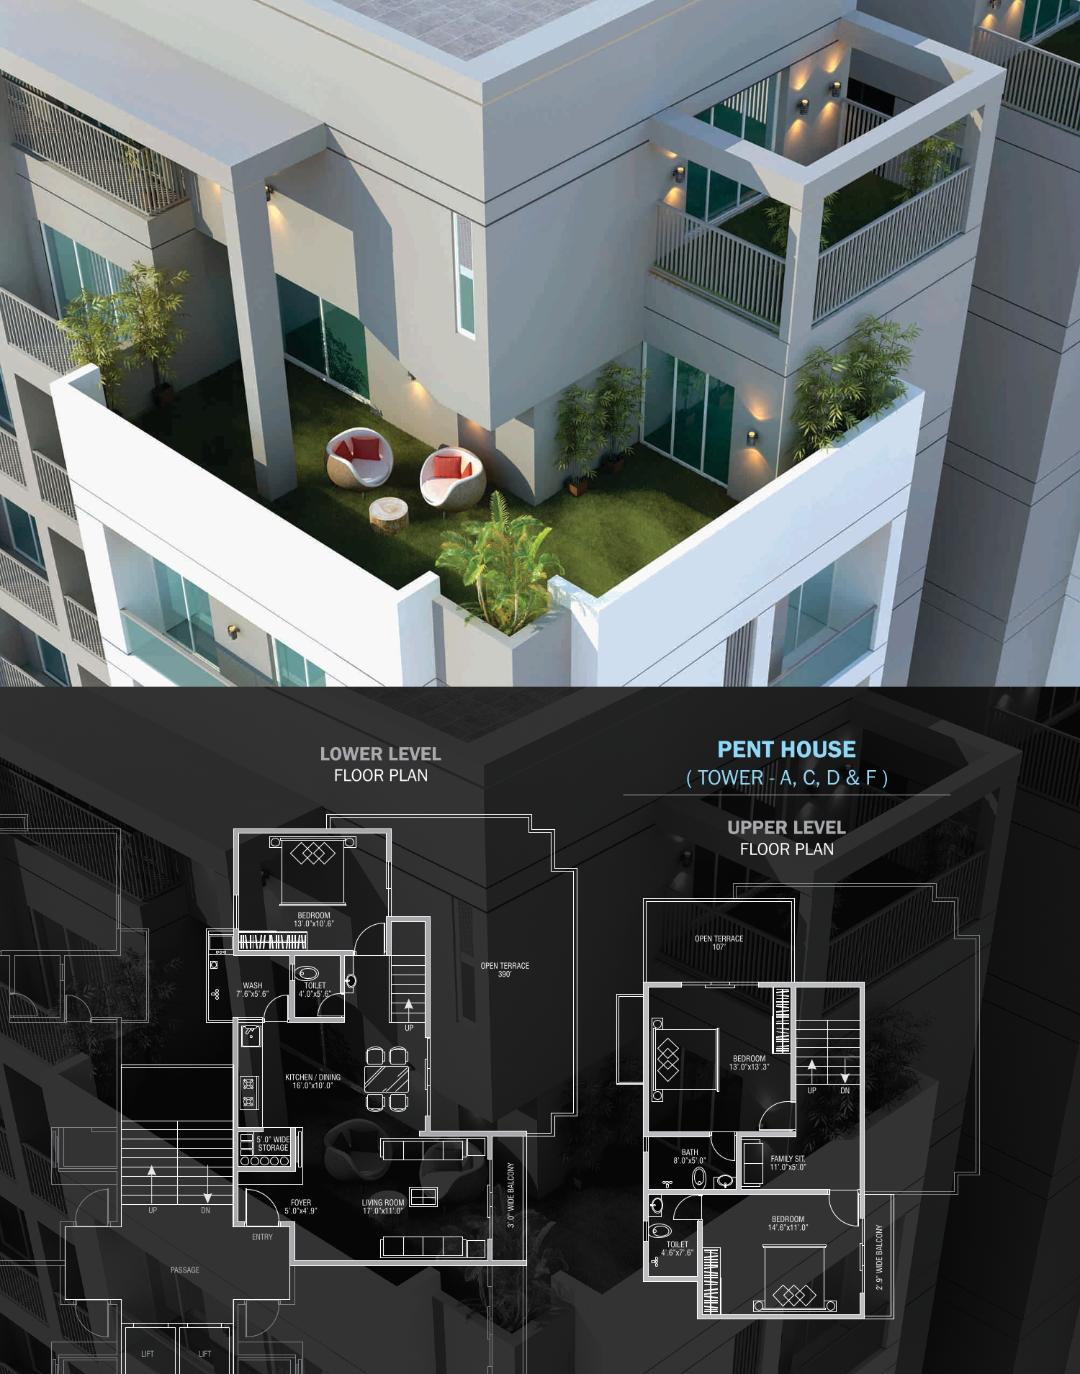 LOWER LEVEL
FLOOR PLAN
PENT HOUSE
( TOWER - A, C, D & F )
UPPER LEVEL
FLOOR PLAN
BEDROOM
13'.0"x10'.6"
WASH
7'.6"x5'.6"
TOILET
4'.0"x5'.6"
OPEN TERRACE
390'
UP
KITCHEN / DINING
16'.0"x10'.0"
5'.0" WIDE
STORAGE
FOYER
5'.0"x4'.9"
LIVING ROOM
17'.0"x11'.0"
3'.0" WIDE BALCONY
UP
DN
ENTRY
PASSAGE
LIFT
LIFT
OPEN TERRACE
107'
BEDROOM
13'.0"x13'.3"
UP
DN
BATH
8'.0"x5'.0"
FAMILY SIT.
11'.0"x5'.0"
BEDROOM
14'.6"x11'.0"
TOILET
4'.6"x7'.6"
2'.9" WIDE BALCONY